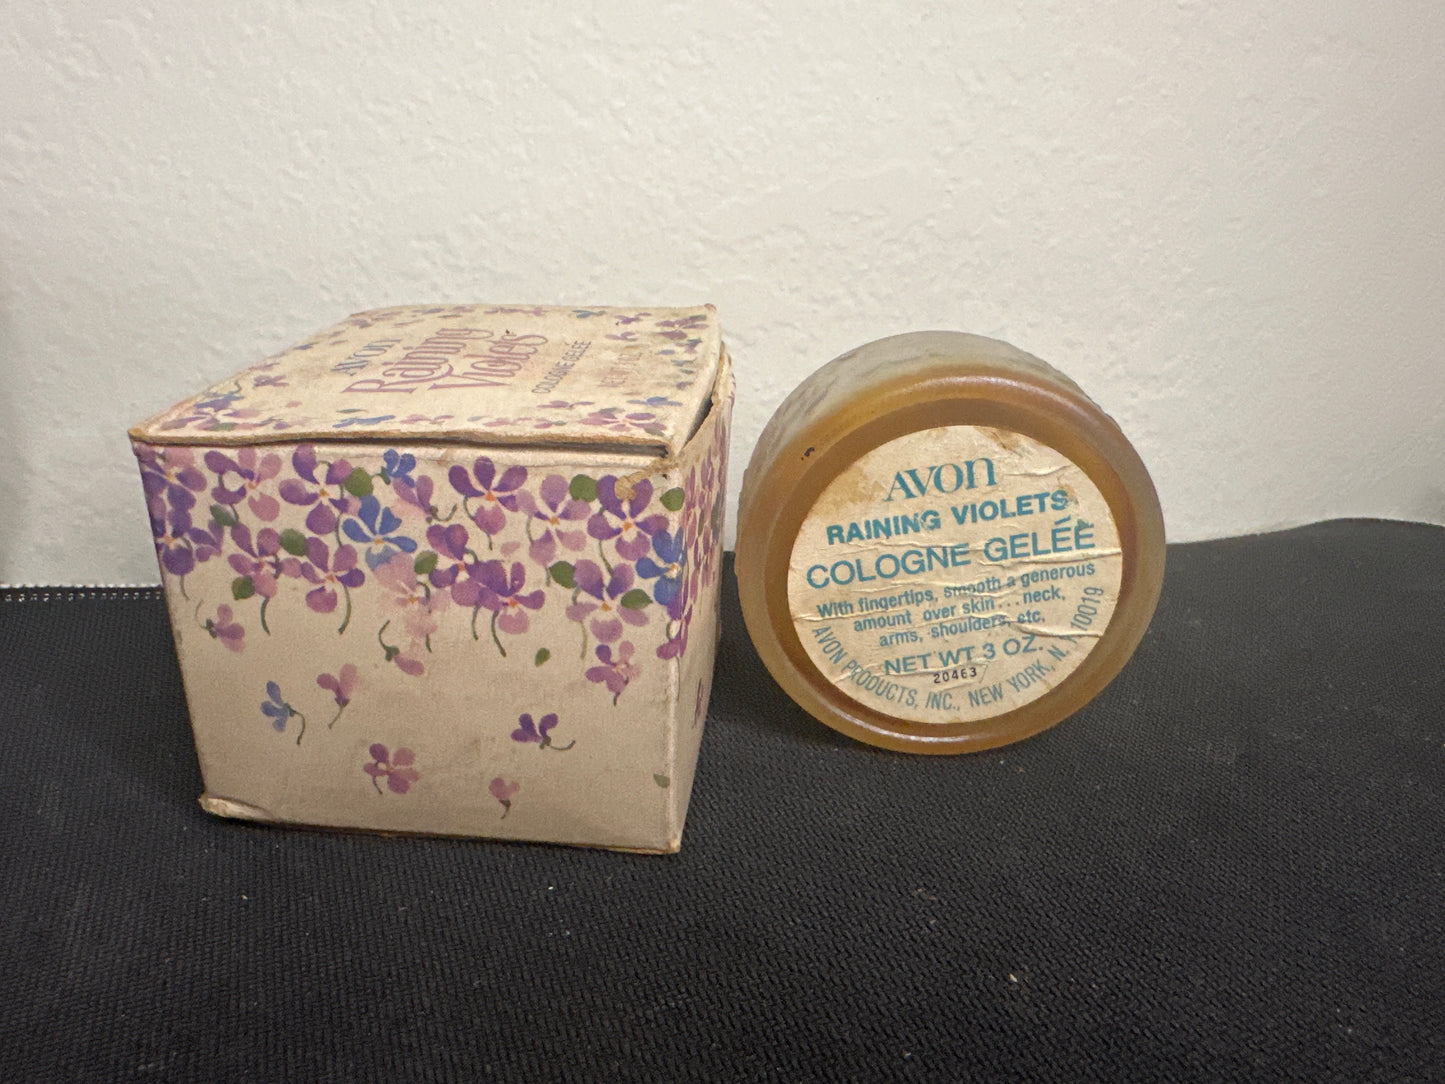 AVON
Raining
Violets
COLOGNE GELÉE
AVON
RAINING VIOLETS
COLOGNE GELÉE
With fingertips, smooth a generous
amount over skin...neck,
arms, shoulders, etc.
NET WT 3 OZ.
20463
AVON PRODUCTS, INC., NEW YORK, N.Y. 10019